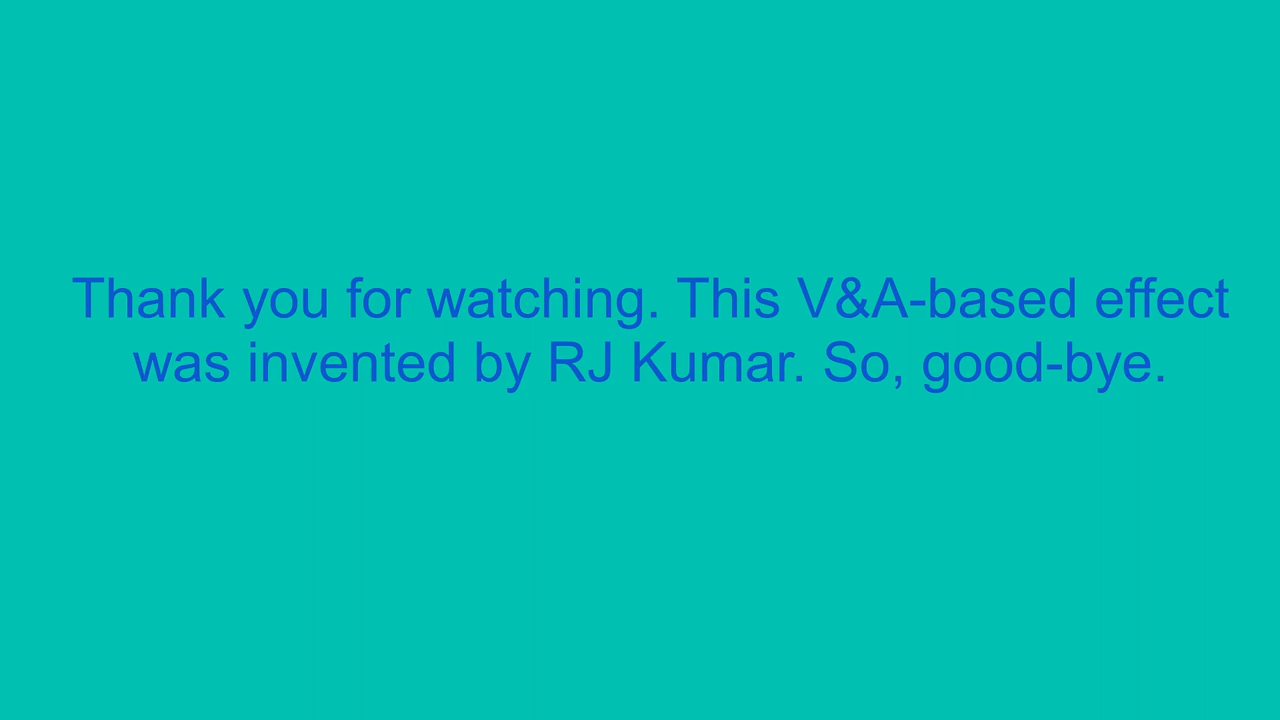 Thank you for watching. This V&A-based effect
was invented by RJ Kumar. So, good-bye.